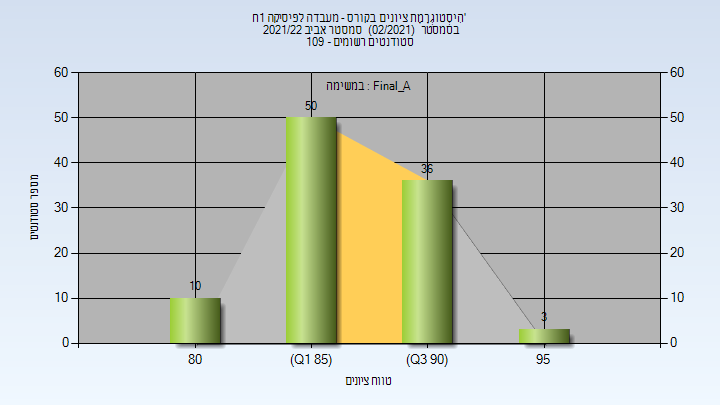 הִיסְטוֹגְרָמַת ציונים בקורס - מעבדה לפיסיקה 1ח'
בסמסטר (02/2021) סמסטר אביב 2021/22
סטודנטים רשומים - 109
במשימה : Final_A
60 60
50 50
40 40
30 30
20 20
10 10
0 0
10
50
36
3
מספר סטודנטים
80 (Q1 85) (Q3 90) 95
טווח ציונים